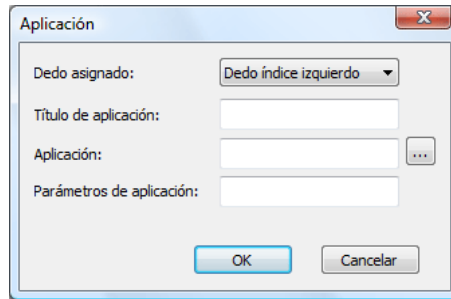 Aplicación
Dedo asignado: Dedo índice izquierdo
Título de aplicación:
Aplicación: ...
Parámetros de aplicación:
OK Cancelar